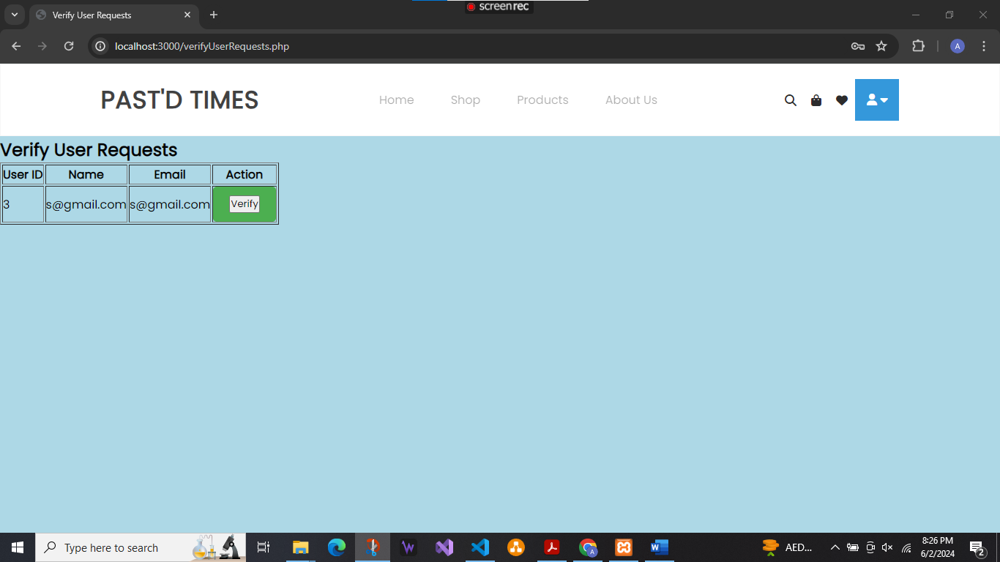 screenrec
Verify User Requests
localhost:3000/verifyUserRequests.php
A
PAST'D TIMES
Home Shop Products About Us
Verify User Requests
User ID Name Email Action
3 s@gmail.com s@gmail.com Verify
Type here to search
AED...
8:26 PM
6/2/2024
2